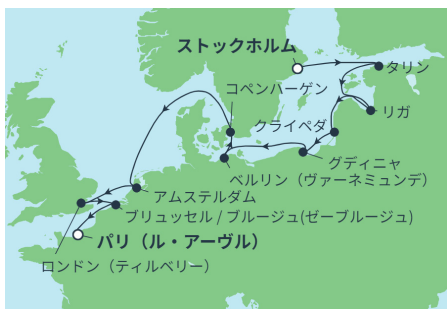 ストックホルム
タリン
コペンハーゲン
リガ
クライペダ
グディニャ
ベルリン（ヴァーネミュンデ）
アムステルダム
ブリュッセル / ブルージュ(ゼーブルージュ)
パリ（ル・アーヴル）
ロンドン（ティルベリー）